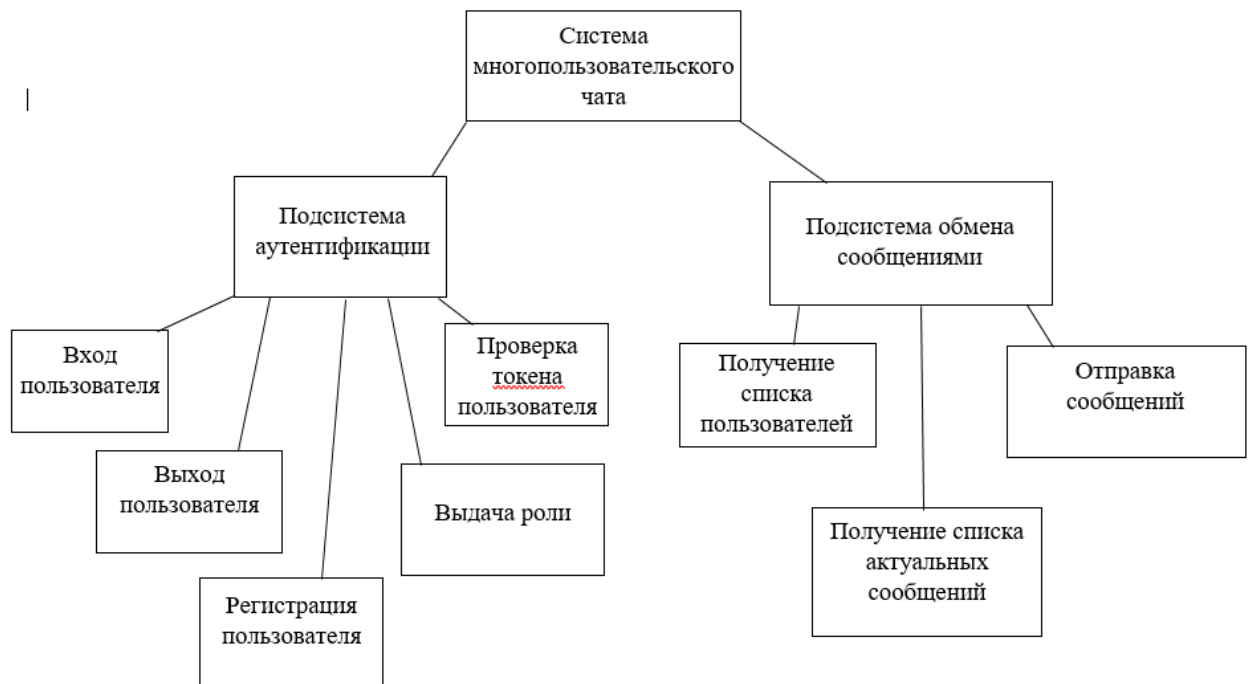 Система
многопользовательского
чата
Подсистема
аутентификации
Подсистема обмена
сообщениями
Вход
пользователя
Выход
пользователя
Регистрация
пользователя
Выдача роли
Проверка
токена
пользователя
Получение
списка
пользователей
Получение списка
актуальных
сообщений
Отправка
сообщений